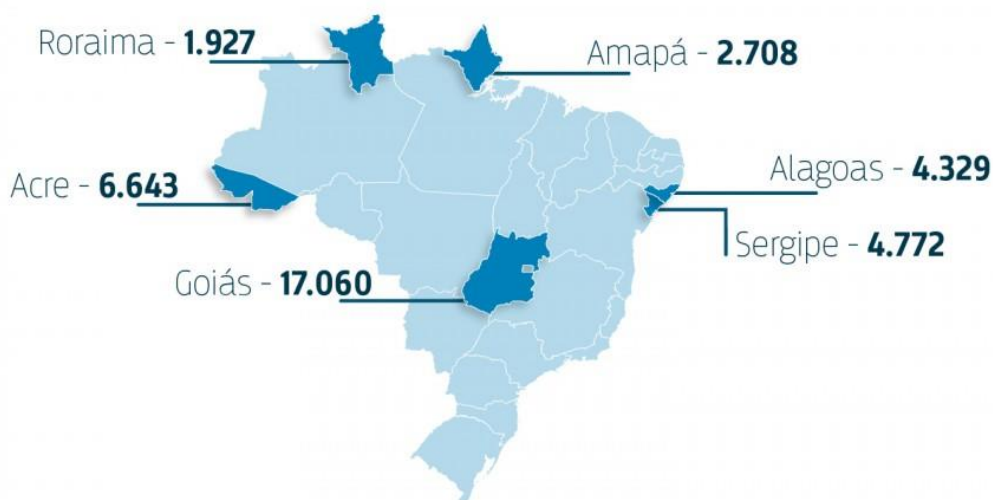 Roraima - 1.927
Amapá - 2.708
Alagoas - 4.329
Acre - 6.643
Sergipe - 4.772
Goiás - 17.060